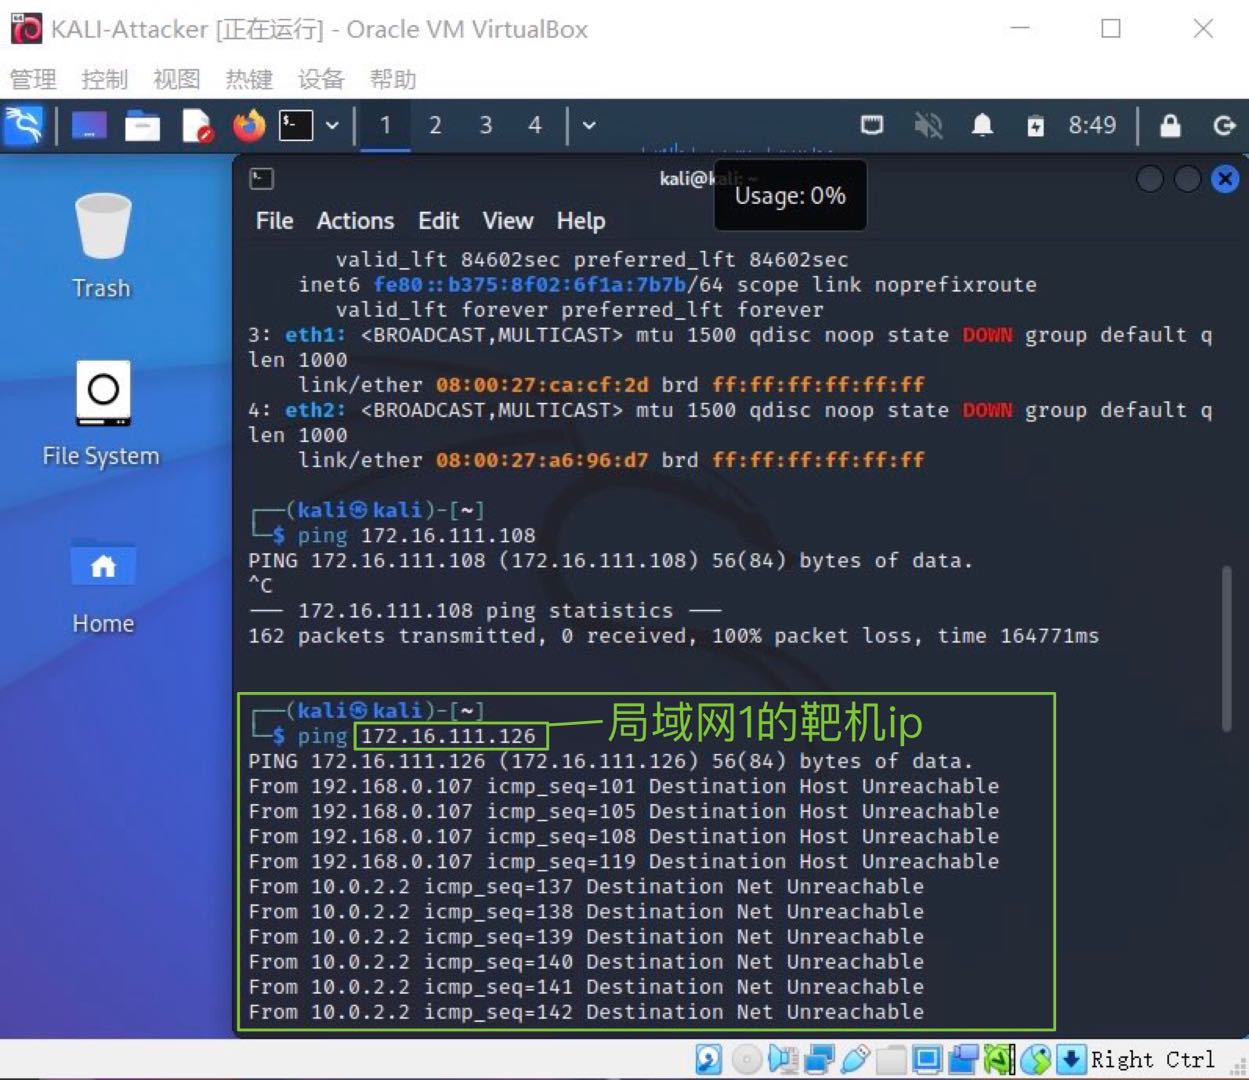 KALI-Attacker [正在运行] - Oracle VM VirtualBox
管理 控制 视图 热键 设备 帮助
1 2 3 4 8:49
kali@kali: ~
Usage: 0%
File Actions Edit View Help
Trash
File System
Home
valid_lft 84602sec preferred_lft 84602sec
inet6 fe80::b375:8f02:6f1a:7b7b/64 scope link noprefixroute
valid_lft forever preferred_lft forever
3: eth1: <BROADCAST,MULTICAST> mtu 1500 qdisc noop state DOWN group default q
len 1000
link/ether 08:00:27:ca:cf:2d brd ff:ff:ff:ff:ff:ff
4: eth2: <BROADCAST,MULTICAST> mtu 1500 qdisc noop state DOWN group default q
len 1000
link/ether 08:00:27:a6:96:d7 brd ff:ff:ff:ff:ff:ff
┌──(kali㉿kali)-[~]
└─$ ping 172.16.111.108
PING 172.16.111.108 (172.16.111.108) 56(84) bytes of data.
^C
--- 172.16.111.108 ping statistics ---
162 packets transmitted, 0 received, 100% packet loss, time 164771ms
┌──(kali㉿kali)-[~]
└─$ ping 172.16.111.126
局域网1的靶机ip
PING 172.16.111.126 (172.16.111.126) 56(84) bytes of data.
From 192.168.0.107 icmp_seq=101 Destination Host Unreachable
From 192.168.0.107 icmp_seq=105 Destination Host Unreachable
From 192.168.0.107 icmp_seq=108 Destination Host Unreachable
From 192.168.0.107 icmp_seq=119 Destination Host Unreachable
From 10.0.2.2 icmp_seq=137 Destination Net Unreachable
From 10.0.2.2 icmp_seq=138 Destination Net Unreachable
From 10.0.2.2 icmp_seq=139 Destination Net Unreachable
From 10.0.2.2 icmp_seq=140 Destination Net Unreachable
From 10.0.2.2 icmp_seq=141 Destination Net Unreachable
From 10.0.2.2 icmp_seq=142 Destination Net Unreachable
Right Ctrl